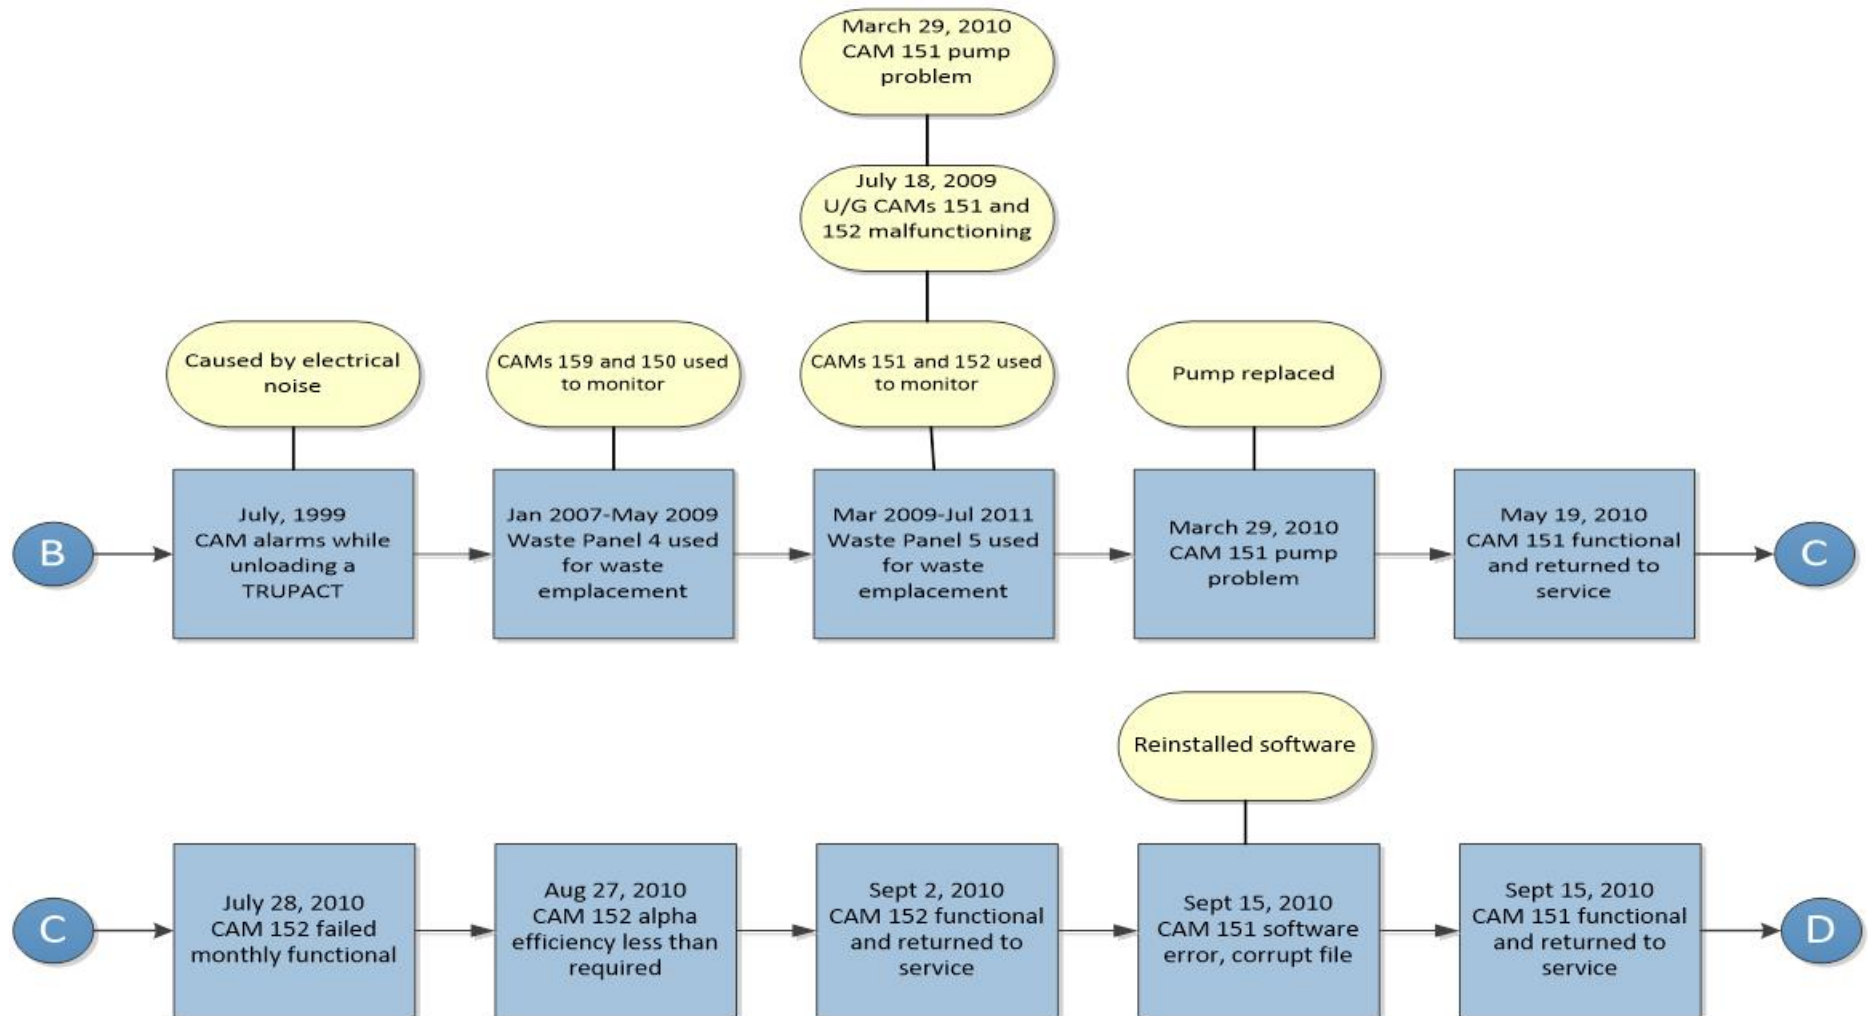 March 29, 2010
CAM 151 pump
problem
July 18, 2009
U/G CAMs 151 and
152 malfunctioning
Caused by electrical
noise
CAMs 159 and 150 used
to monitor
CAMs 151 and 152 used
to monitor
Pump replaced
B
July, 1999
CAM alarms while
unloading a
TRUPACT
Jan 2007-May 2009
Waste Panel 4 used
for waste
emplacement
Mar 2009-Jul 2011
Waste Panel 5 used
for waste
emplacement
March 29, 2010
CAM 151 pump
problem
May 19, 2010
CAM 151 functional
and returned to
service
C
Reinstalled software
C
July 28, 2010
CAM 152 failed
monthly functional
Aug 27, 2010
CAM 152 alpha
efficiency less than
required
Sept 2, 2010
CAM 152 functional
and returned to
service
Sept 15, 2010
CAM 151 software
error, corrupt file
Sept 15, 2010
CAM 151 functional
and returned to
service
D